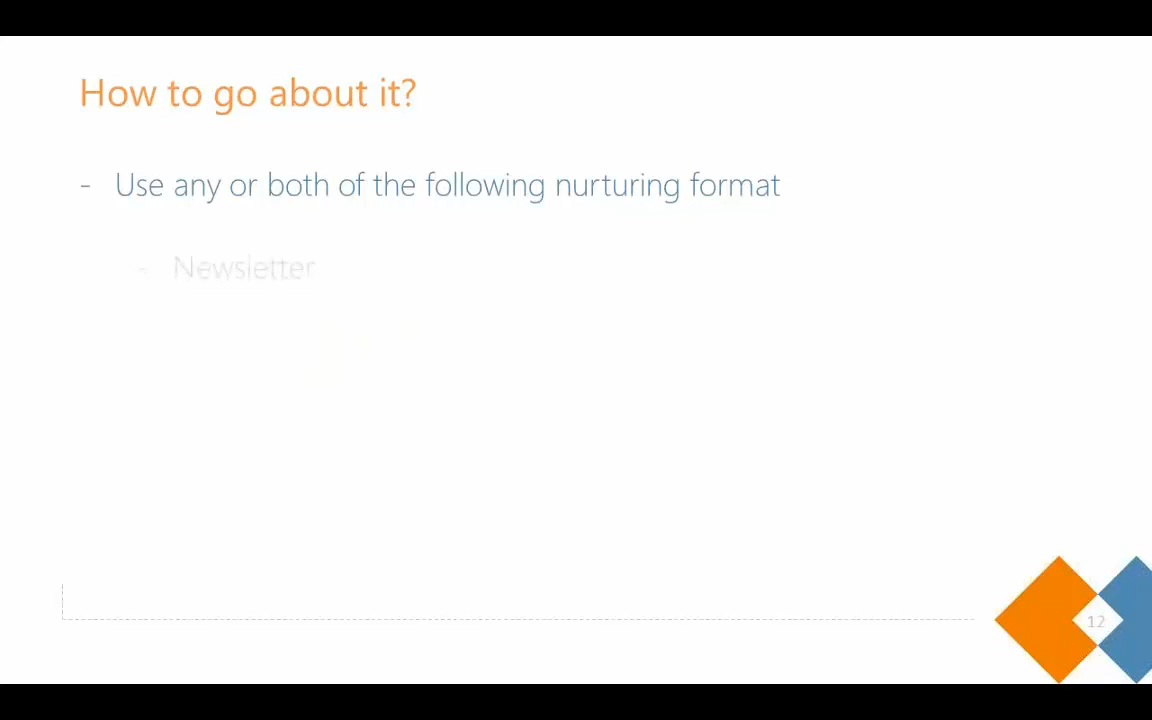 How to go about it?
- Use any or both of the following nurturing format
- Newsletter
12